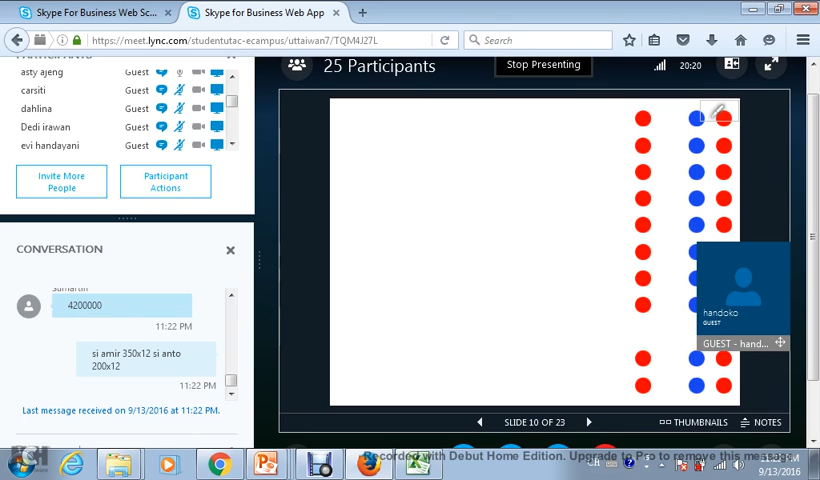 Skype For Business Web Sc...
Skype for Business Web App
https://meet.lync.com/studentutac-ecampus/uttaiwan7/TQM4J27L
Search
25 Participants
Stop Presenting
20:20
asty ajeng Guest
carsiti Guest
dahlina Guest
Dedi irawan Guest
evi handayani Guest
Invite More People
Participant Actions
CONVERSATION
4200000
11:22 PM
si amir 350x12 si anto
200x12
11:22 PM
Last message received on 9/13/2016 at 11:22 PM.
handoko
GUEST
GUEST - hand...
SLIDE 10 OF 23
THUMBNAILS
NOTES
Recorded with Debut Home Edition. Upgrade to Pro to remove this message
CH
9/13/2016